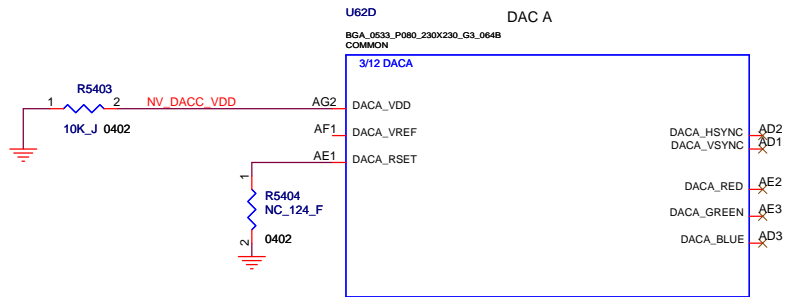 U62D
DAC A
BGA_0533_P080_230X230_G3_064B
COMMON
3/12 DACA
R5403
1 2 NV_DACC_VDD AG2 DACA_VDD
10K_J 0402
AF1 DACA_VREF
DACA_HSYNC AD2
DACA_VSYNC AD1
AE1 DACA_RSET
1
R5404
NC_124_F
2 0402
DACA_RED AE2
DACA_GREEN AE3
DACA_BLUE AD3